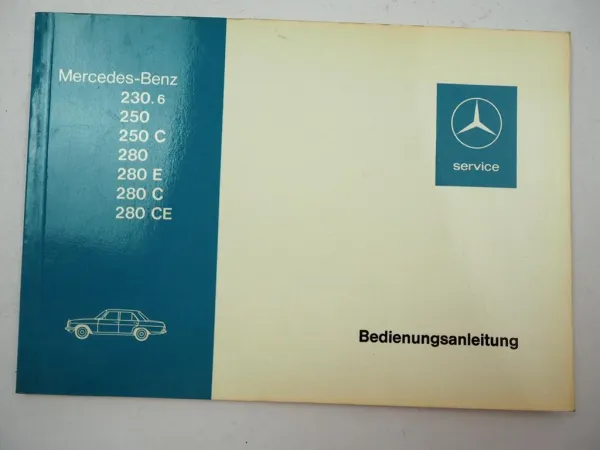 Mercedes-Benz
230.6
250
250 C
280
280 E
280 C
280 CE
service
Bedienungsanleitung